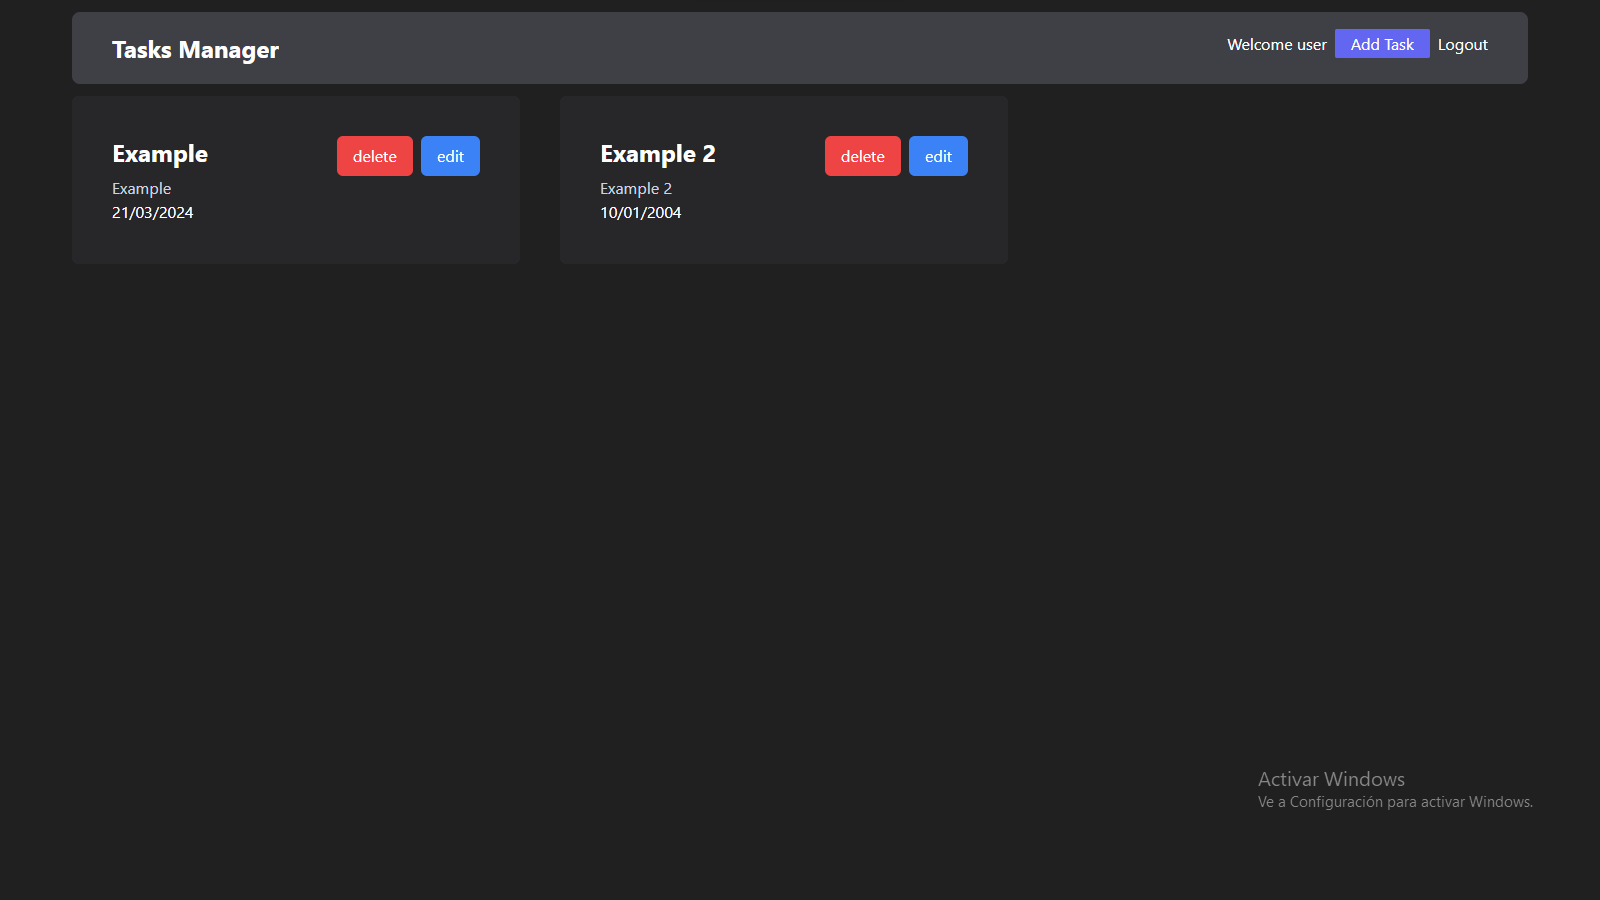 Tasks Manager
Welcome user Add Task Logout
Example delete edit
Example
21/03/2024
Example 2 delete edit
Example 2
10/01/2004
Activar Windows
Ve a Configuración para activar Windows.